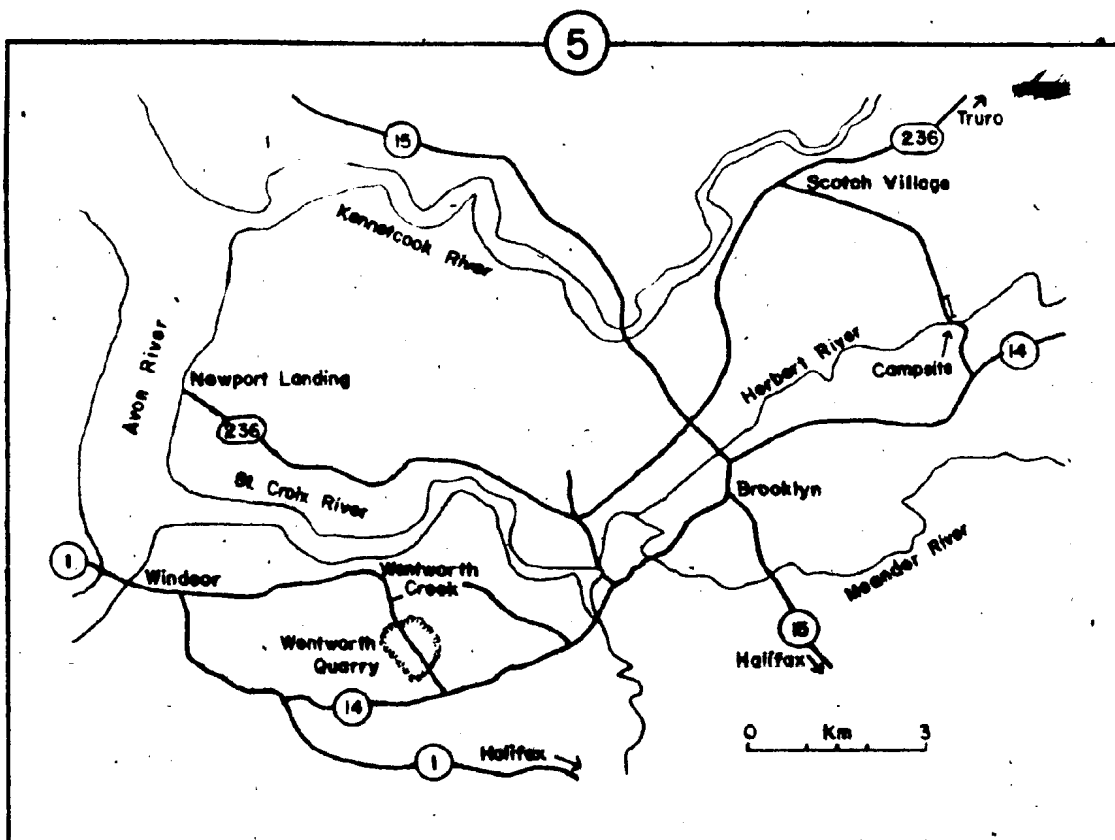 5
Truro
236
15
Scotch Village
Kennetcook River
Avon River
Herbert River
14
Campsite
Newport Landing
236
St. Croix River
Brooklyn
Meander River
1
Windsor
Wentworth
Creek
Wentworth
Quarry
15
Halifax
14
0 Km 3
Halifax
1